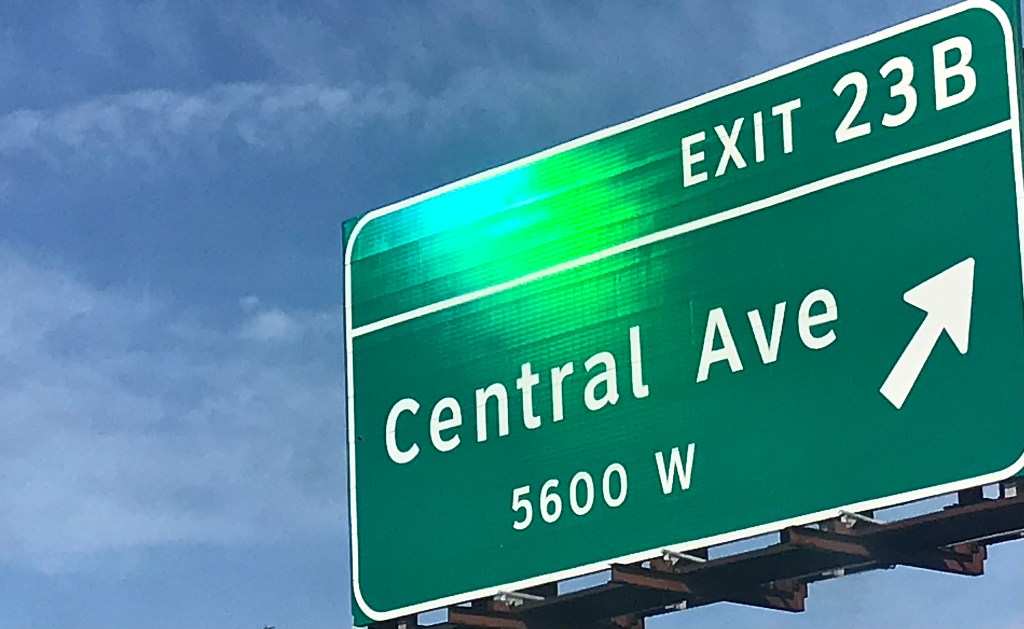 EXIT 23B
Central Ave
5600 W